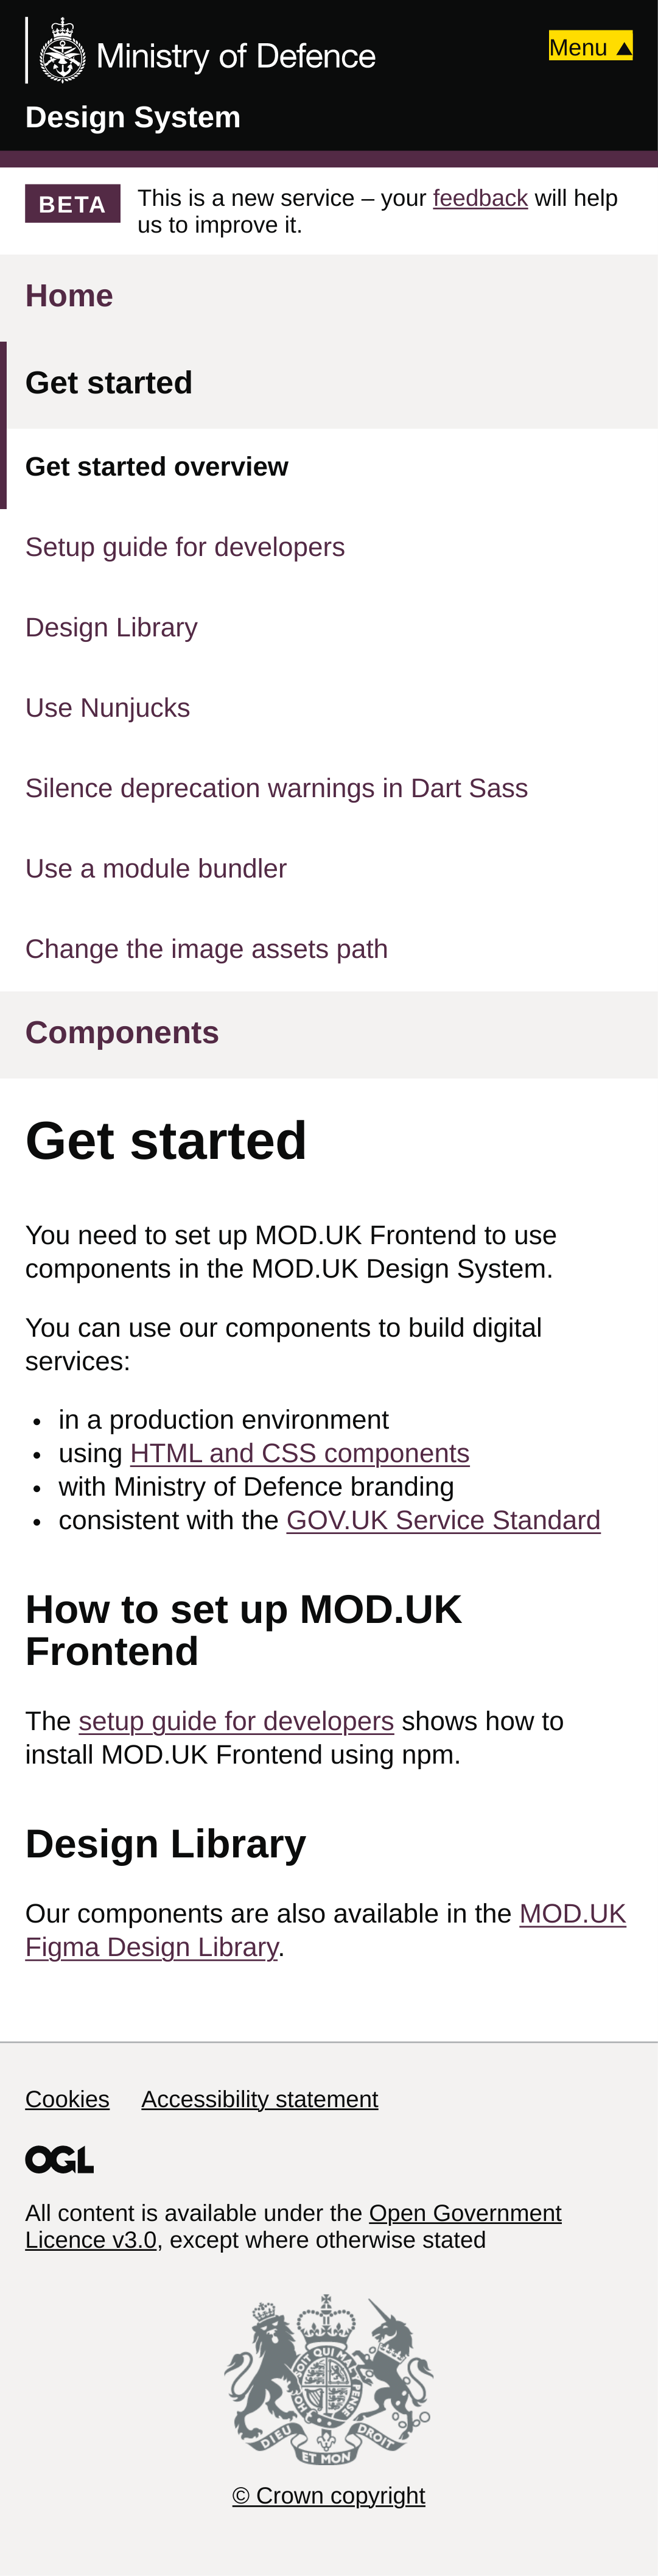 Ministry of Defence
Menu ▲
Design System
BETA
This is a new service – your feedback will help
us to improve it.
Home
Get started
Get started overview
Setup guide for developers
Design Library
Use Nunjucks
Silence deprecation warnings in Dart Sass
Use a module bundler
Change the image assets path
Components
Get started
You need to set up MOD.UK Frontend to use
components in the MOD.UK Design System.
You can use our components to build digital
services:
• in a production environment
• using HTML and CSS components
• with Ministry of Defence branding
• consistent with the GOV.UK Service Standard
How to set up MOD.UK
Frontend
The setup guide for developers shows how to
install MOD.UK Frontend using npm.
Design Library
Our components are also available in the MOD.UK
Figma Design Library.
Cookies Accessibility statement
OGL
All content is available under the Open Government
Licence v3.0, except where otherwise stated
DIEU ET MON DROIT
© Crown copyright